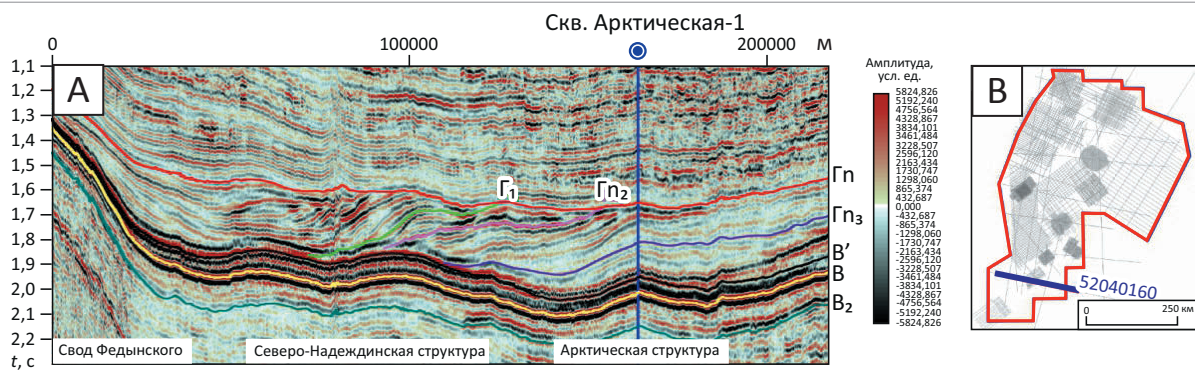 Скв. Арктическая-1
0 100000 200000 м
А
1,1
1,2
1,3
1,4
1,5
1,6
1,7
1,8
1,9
2,0
2,1
2,2
t, с
Г₁ Гп₂
Гп
Гп₃
В’
В
В₂
Свод Федынского Северо-Надеждинская структура Арктическая структура
Амплитуда,
усл. ед.
5824,826
5192,240
4756,564
4328,867
3834,101
3461,484
3228,507
2596,120
2163,434
1730,747
1298,060
865,374
432,687
0,000
-432,687
-865,374
-1298,060
-1730,747
-2163,434
-2596,120
-3228,507
-3461,484
-3834,101
-4328,867
-4756,564
-5192,240
-5824,826
В
52040160
0 250 км